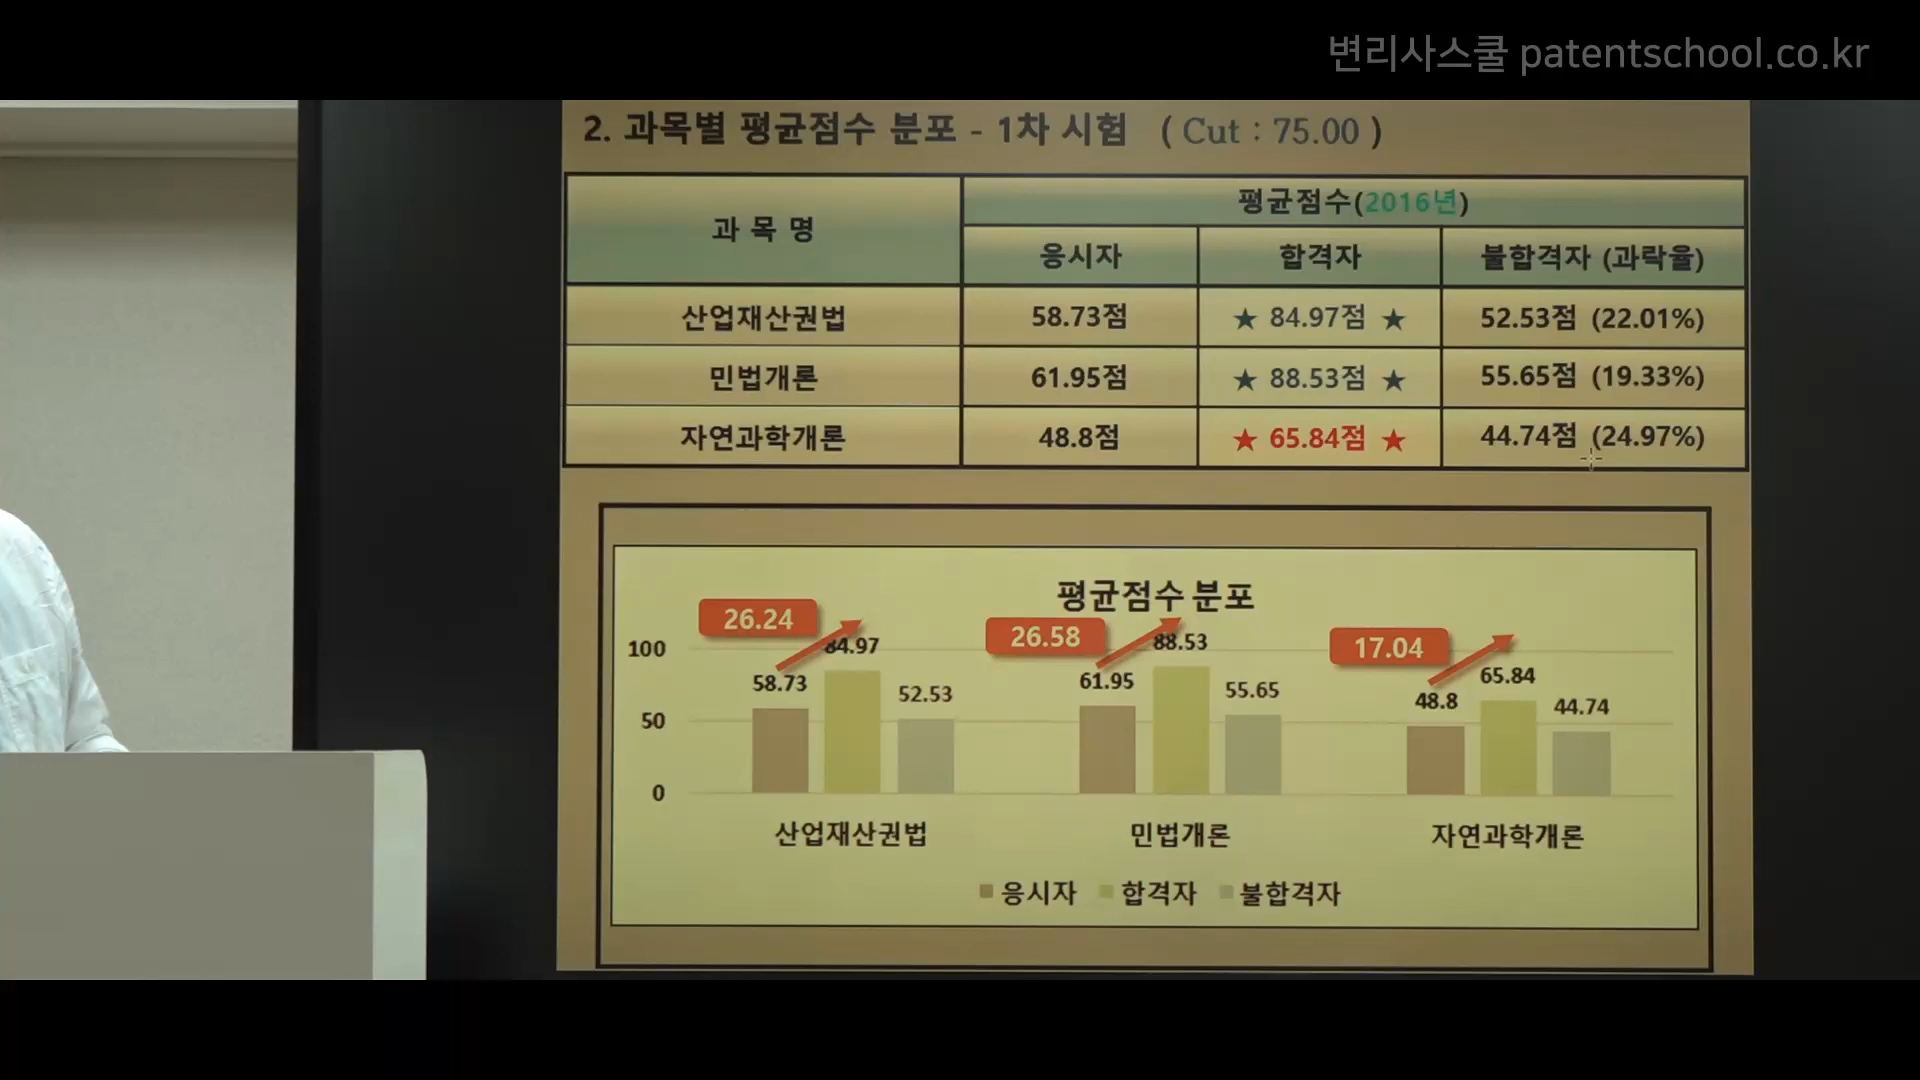 변리사스쿨 patentschool.co.kr
2. 과목별 평균점수 분포 - 1차 시험 ( Cut : 75.00 )
과 목 명
평균점수(2016년)
응시자 합격자 불합격자 (과락율)
산업재산권법 58.73점 ★ 84.97점 ★ 52.53점 (22.01%)
민법개론 61.95점 ★ 88.53점 ★ 55.65점 (19.33%)
자연과학개론 48.8점 ★ 65.84점 ★ 44.74점 (24.97%)
평균점수 분포
26.24 26.58 17.04
100
50
0
58.73 84.97 52.53
61.95 88.53 55.65
48.8 65.84 44.74
산업재산권법 민법개론 자연과학개론
응시자 합격자 불합격자